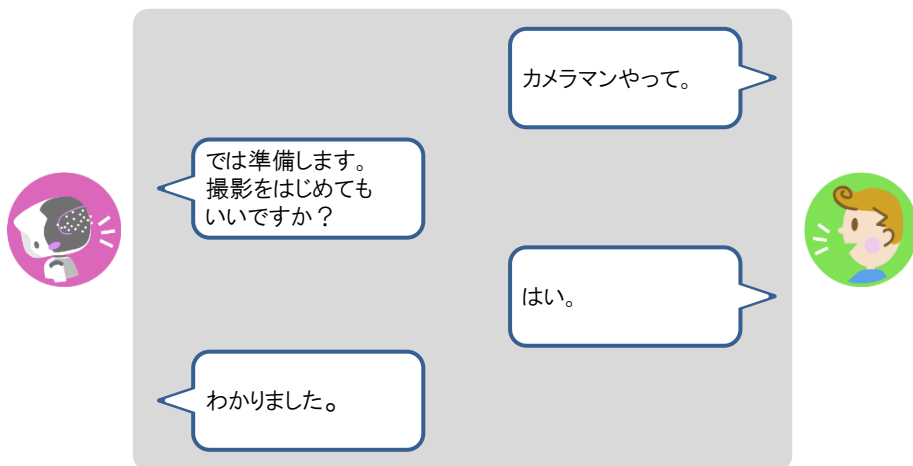 カメラマンやって。
では準備します。
撮影をはじめても
いいですか？
はい。
わかりました。